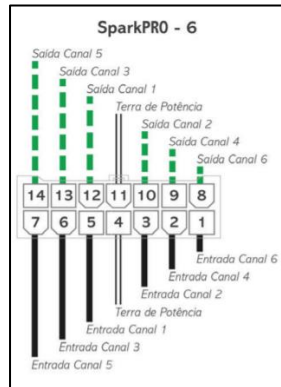 SparkPRO - 6
Saída Canal 5
Saída Canal 3
Saída Canal 1
Terra de Potência
Saída Canal 2
Saída Canal 4
Saída Canal 6
14 13 12 11 10 9 8
7 6 5 4 3 2 1
Entrada Canal 6
Entrada Canal 4
Entrada Canal 2
Terra de Potência
Entrada Canal 1
Entrada Canal 3
Entrada Canal 5